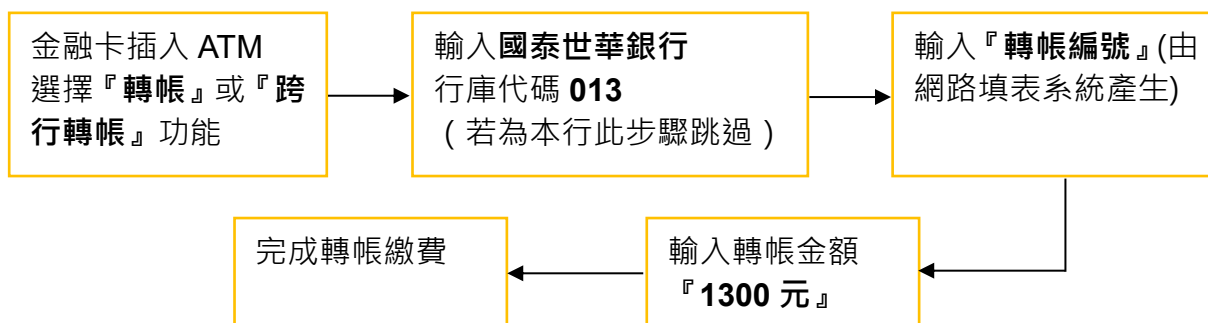 金融卡插入 ATM
選擇『轉帳』或『跨
行轉帳』功能
輸入國泰世華銀行
行庫代碼 013
（若為本行此步驟跳過）
輸入『轉帳編號』(由
網路填表系統產生)
輸入轉帳金額
『1300 元』
完成轉帳繳費